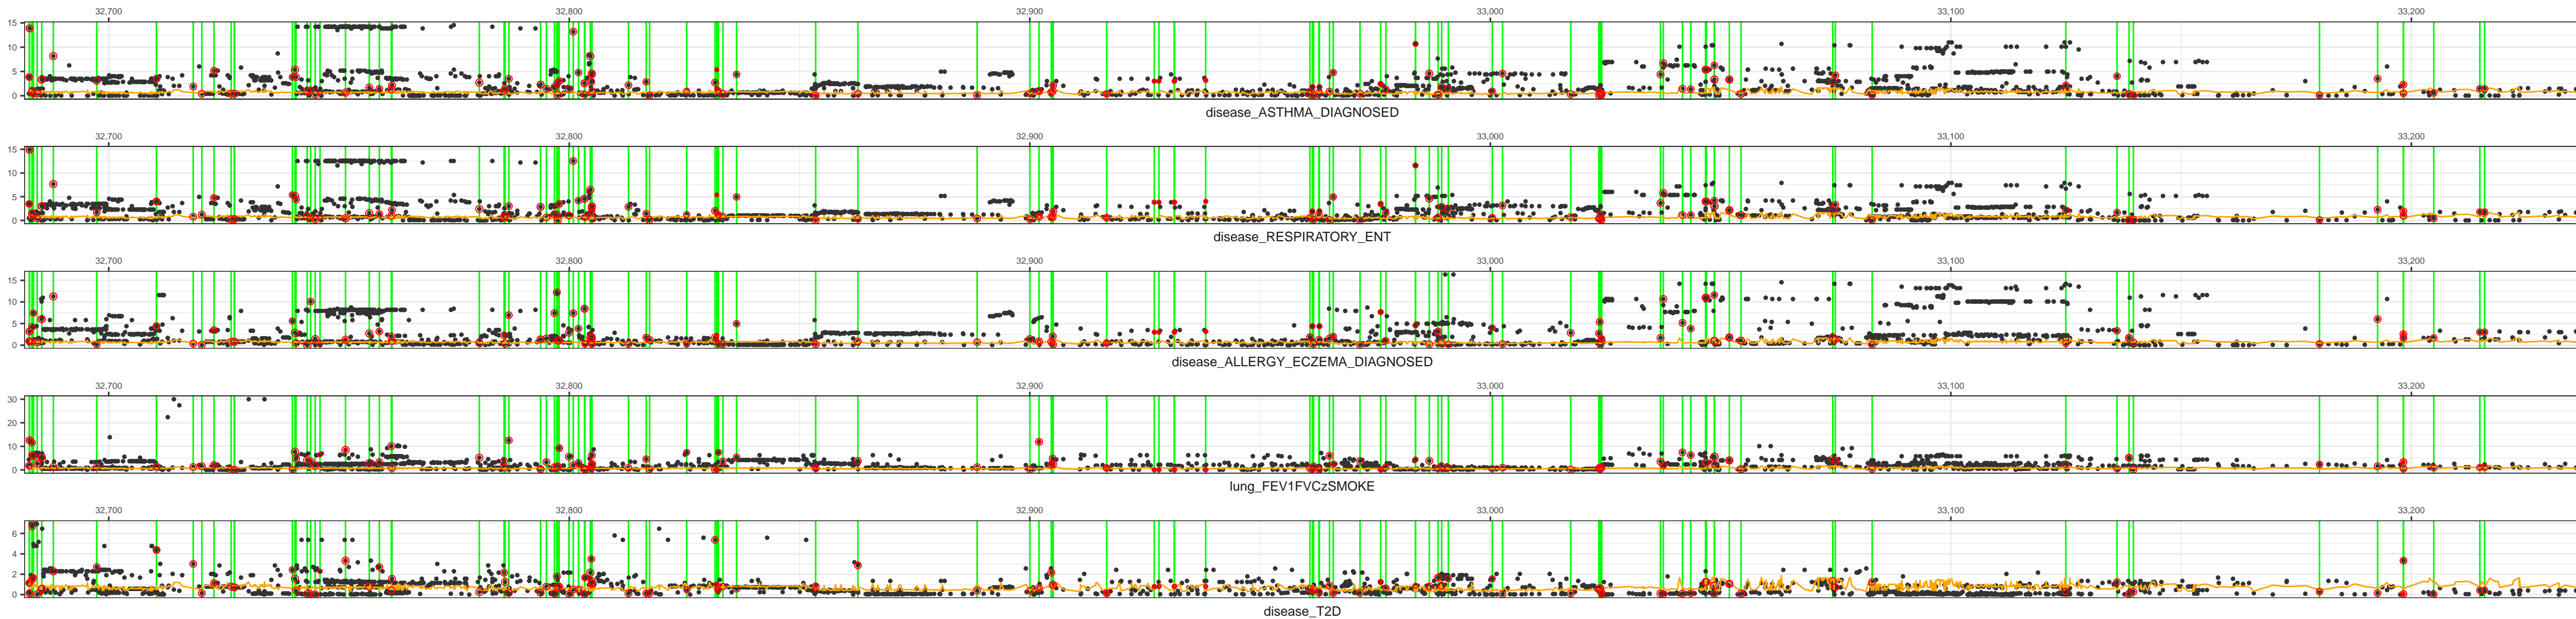 32,700 32,800 32,900 33,000 33,100 33,200
15
10
5
0
disease_ASTHMA_DIAGNOSED
32,700 32,800 32,900 33,000 33,100 33,200
15
10
5
0
disease_RESPIRATORY_ENT
32,700 32,800 32,900 33,000 33,100 33,200
15
10
5
0
disease_ALLERGY_ECZEMA_DIAGNOSED
32,700 32,800 32,900 33,000 33,100 33,200
30
20
10
0
lung_FEV1FVCzSMOKE
32,700 32,800 32,900 33,000 33,100 33,200
6
4
2
0
disease_T2D